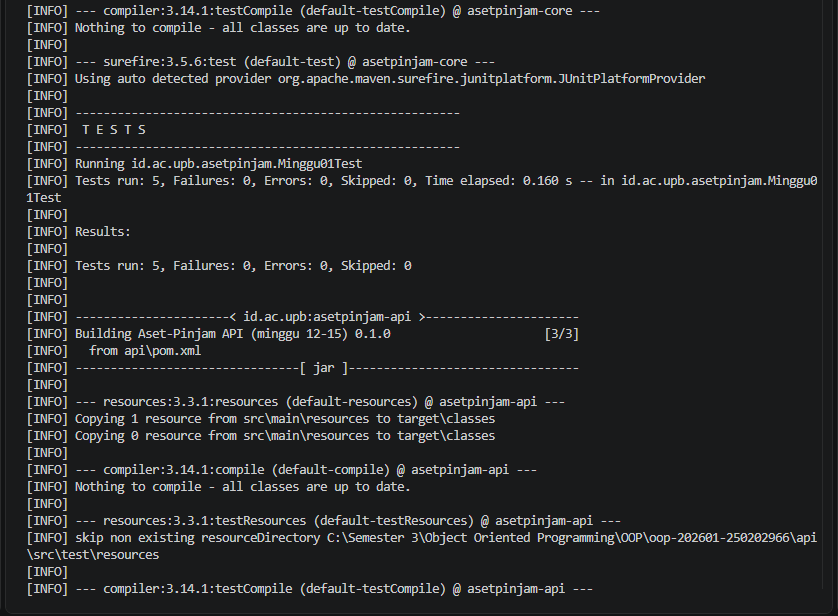 [INFO] --- compiler:3.14.1:testCompile (default-testCompile) @ asetpinjam-core ---
[INFO] Nothing to compile - all classes are up to date.
[INFO]
[INFO] --- surefire:3.5.6:test (default-test) @ asetpinjam-core ---
[INFO] Using auto detected provider org.apache.maven.surefire.junitplatform.JUnitPlatformProvider
[INFO]
[INFO] -------------------------------------------------------
[INFO]  T E S T S
[INFO] -------------------------------------------------------
[INFO] Running id.ac.upb.asetpinjam.Minggu01Test
[INFO] Tests run: 5, Failures: 0, Errors: 0, Skipped: 0, Time elapsed: 0.160 s -- in id.ac.upb.asetpinjam.Minggu0
1Test
[INFO]
[INFO] Results:
[INFO]
[INFO] Tests run: 5, Failures: 0, Errors: 0, Skipped: 0
[INFO]
[INFO]
[INFO] ----------------------< id.ac.upb:asetpinjam-api >----------------------
[INFO] Building Aset-Pinjam API (minggu 12-15) 0.1.0                      [3/3]
[INFO]   from api\pom.xml
[INFO] --------------------------------[ jar ]---------------------------------
[INFO]
[INFO] --- resources:3.3.1:resources (default-resources) @ asetpinjam-api ---
[INFO] Copying 1 resource from src\main\resources to target\classes
[INFO] Copying 0 resource from src\main\resources to target\classes
[INFO]
[INFO] --- compiler:3.14.1:compile (default-compile) @ asetpinjam-api ---
[INFO] Nothing to compile - all classes are up to date.
[INFO]
[INFO] --- resources:3.3.1:testResources (default-testResources) @ asetpinjam-api ---
[INFO] skip non existing resourceDirectory C:\Semester 3\Object Oriented Programming\OOP\oop-202601-250202966\api
\src\test\resources
[INFO]
[INFO] --- compiler:3.14.1:testCompile (default-testCompile) @ asetpinjam-api ---